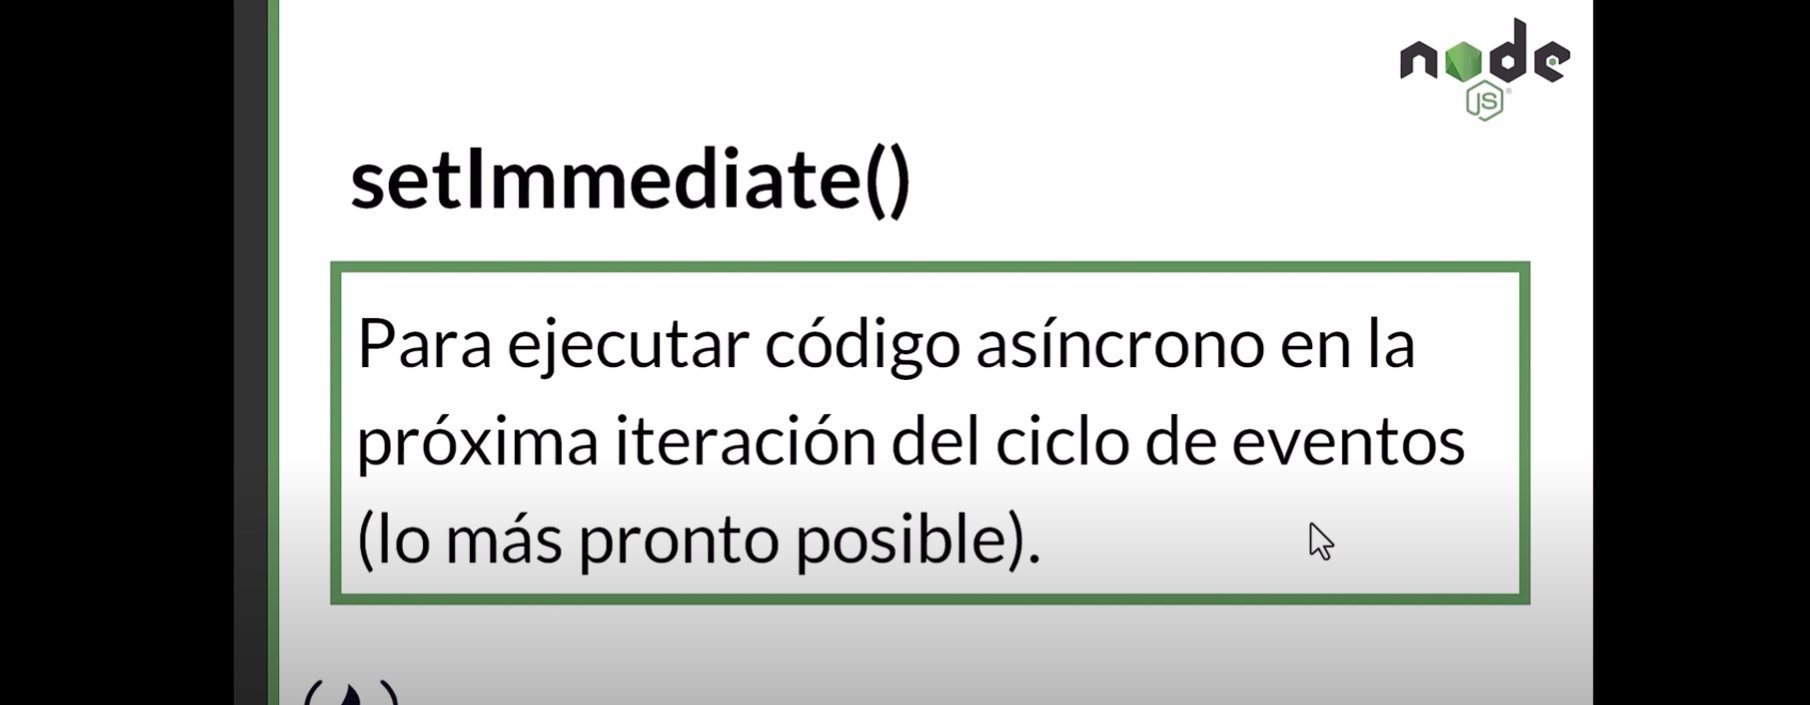 node
JS
setImmediate()
Para ejecutar código asíncrono en la
próxima iteración del ciclo de eventos
(lo más pronto posible).